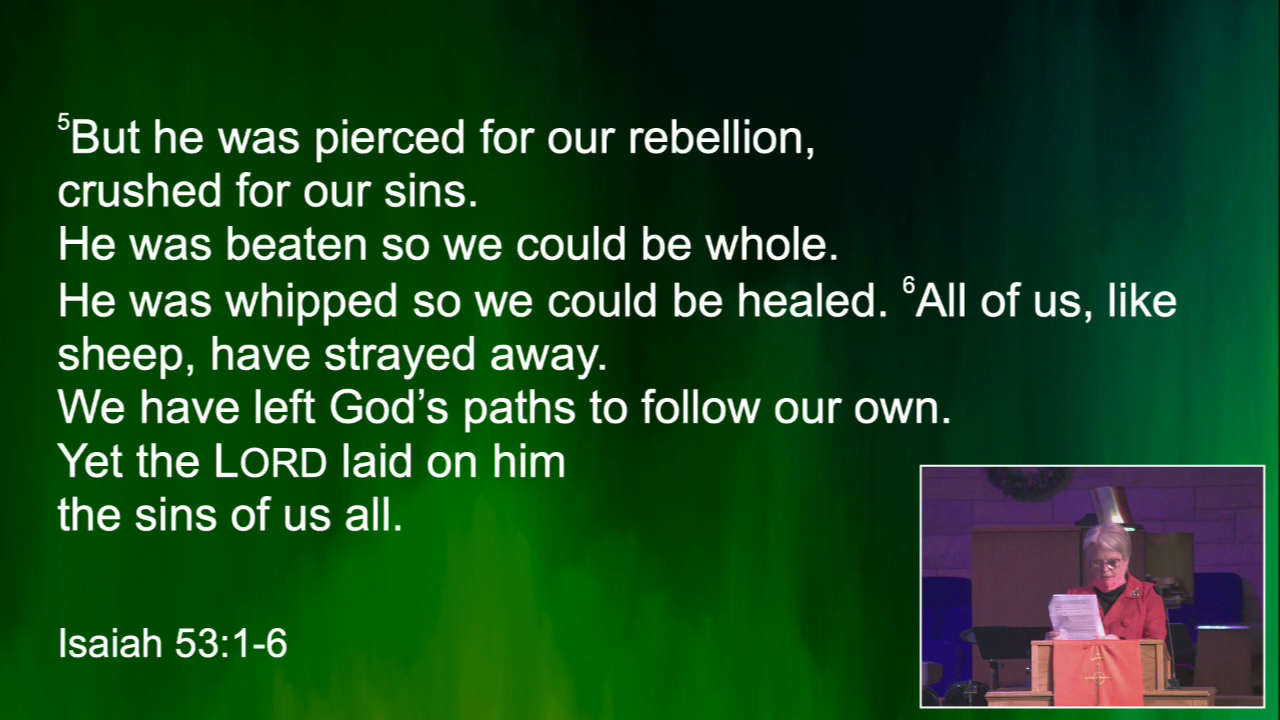 ⁵But he was pierced for our rebellion,
crushed for our sins.
He was beaten so we could be whole.
He was whipped so we could be healed. ⁶All of us, like
sheep, have strayed away.
We have left God’s paths to follow our own.
Yet the LORD laid on him
the sins of us all.
Isaiah 53:1-6